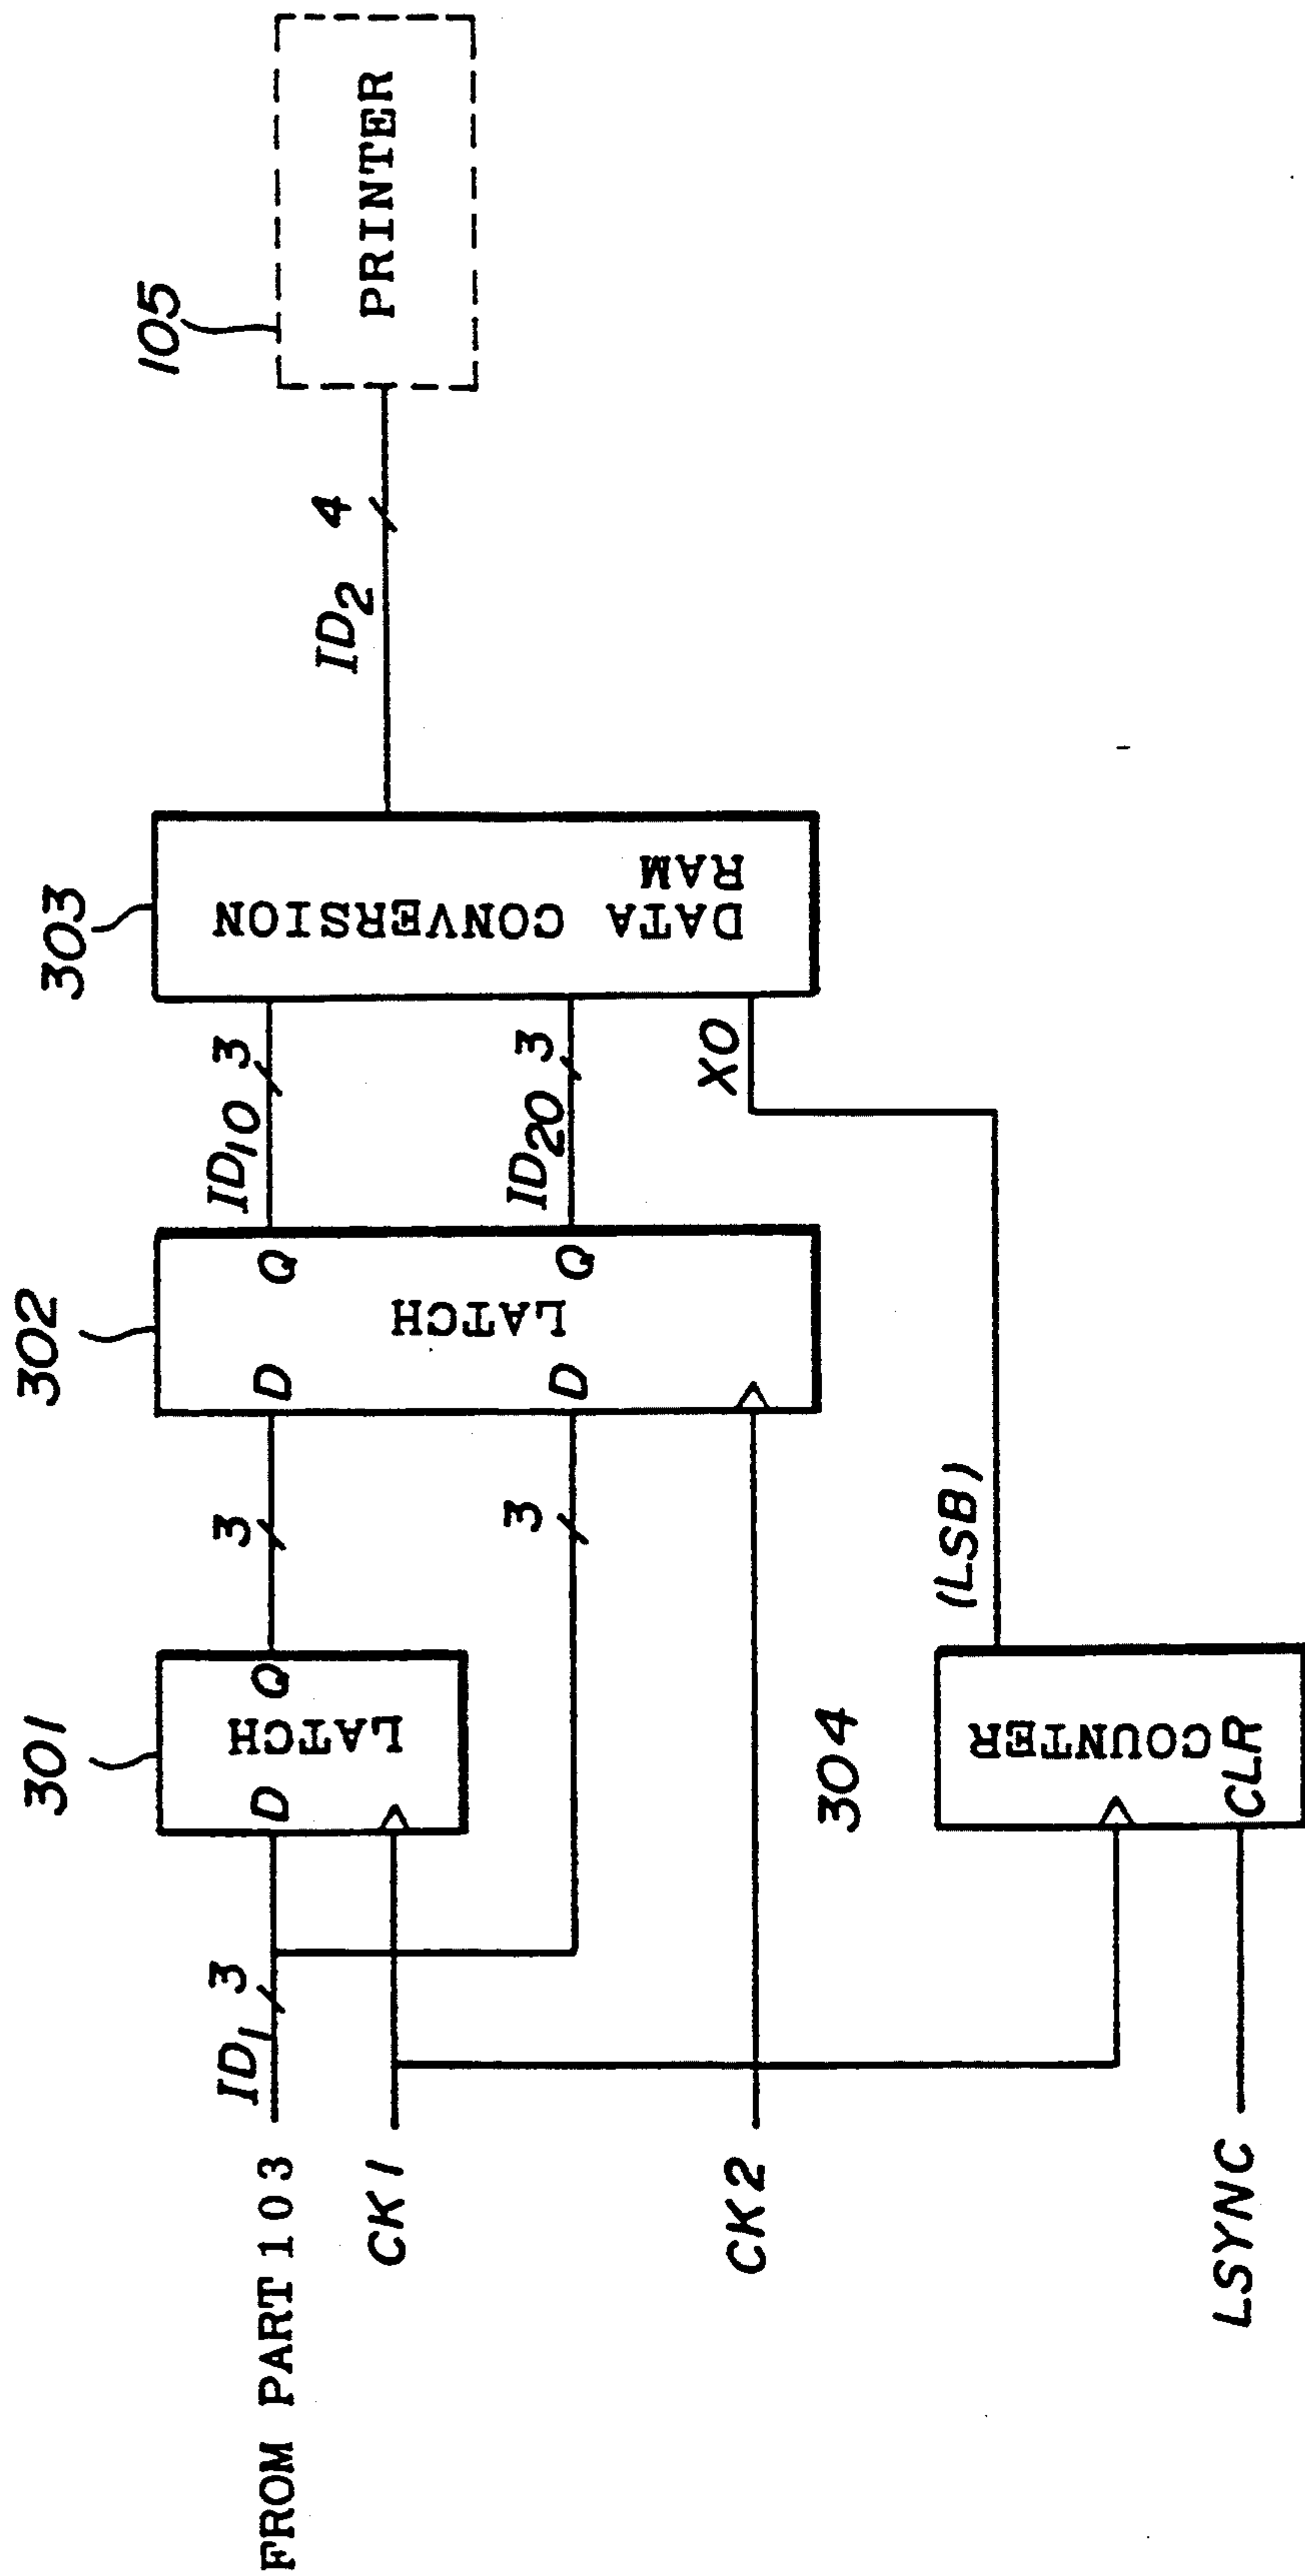 FROM PART 103
ID₁ 3
CK1
CK2
LSYNC
301
D Q
LATCH
3
3
304
COUNTER
CLR
(LSB)
302
D Q
LATCH
D Q
ID₁₀ 3
ID₂₀ 3
X0
303
DATA CONVERSION
RAM
ID₂ 4
105
PRINTER